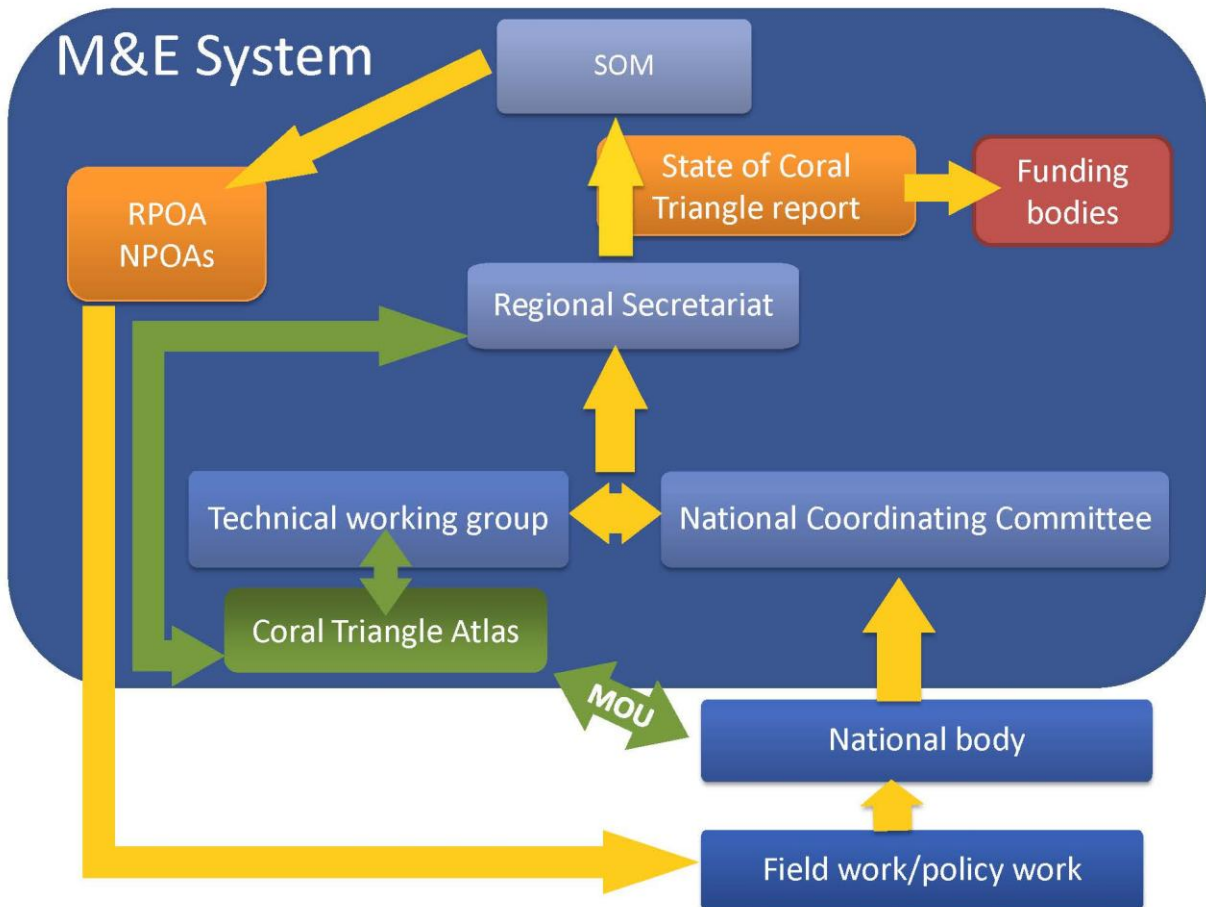 M&E System
SOM
State of Coral
Triangle report
Funding
bodies
RPOA
NPOAs
Regional Secretariat
Technical working group
National Coordinating Committee
Coral Triangle Atlas
MOU
National body
Field work/policy work